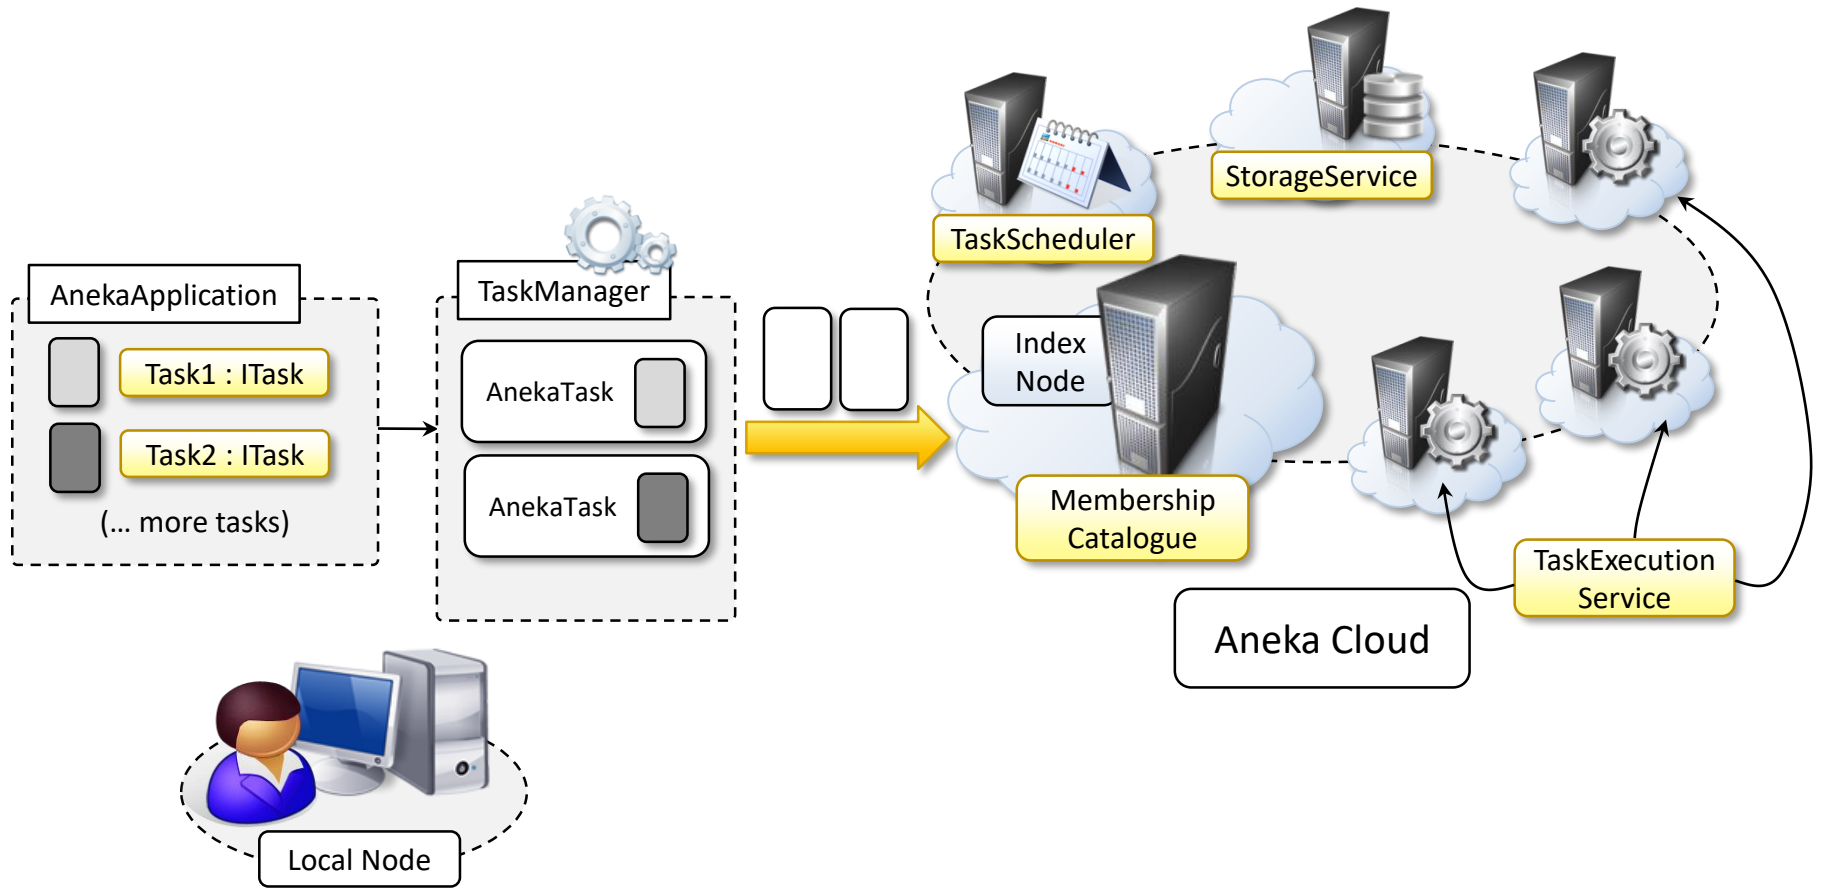 AnekaApplication
Task1 : ITask
Task2 : ITask
(... more tasks)
TaskManager
AnekaTask
AnekaTask
TaskScheduler
StorageService
Index
Node
Membership
Catalogue
TaskExecution
Service
Aneka Cloud
Local Node